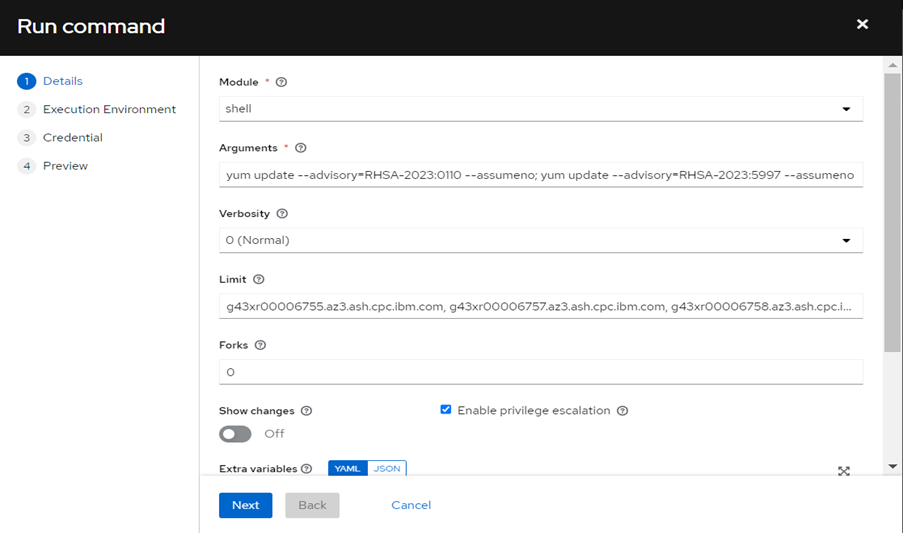 Run command
1 Details
2 Execution Environment
3 Credential
4 Preview
Module *
shell
Arguments *
yum update --advisory=RHSA-2023:0110 --assumeno; yum update --advisory=RHSA-2023:5997 --assumeno
Verbosity
0 (Normal)
Limit
g43xr00006755.az3.ash.cpc.ibm.com, g43xr00006757.az3.ash.cpc.ibm.com, g43xr00006758.az3.ash.cpc.i...
Forks
0
Show changes
Enable privilege escalation
Off
Extra variables YAML JSON
Next Back Cancel